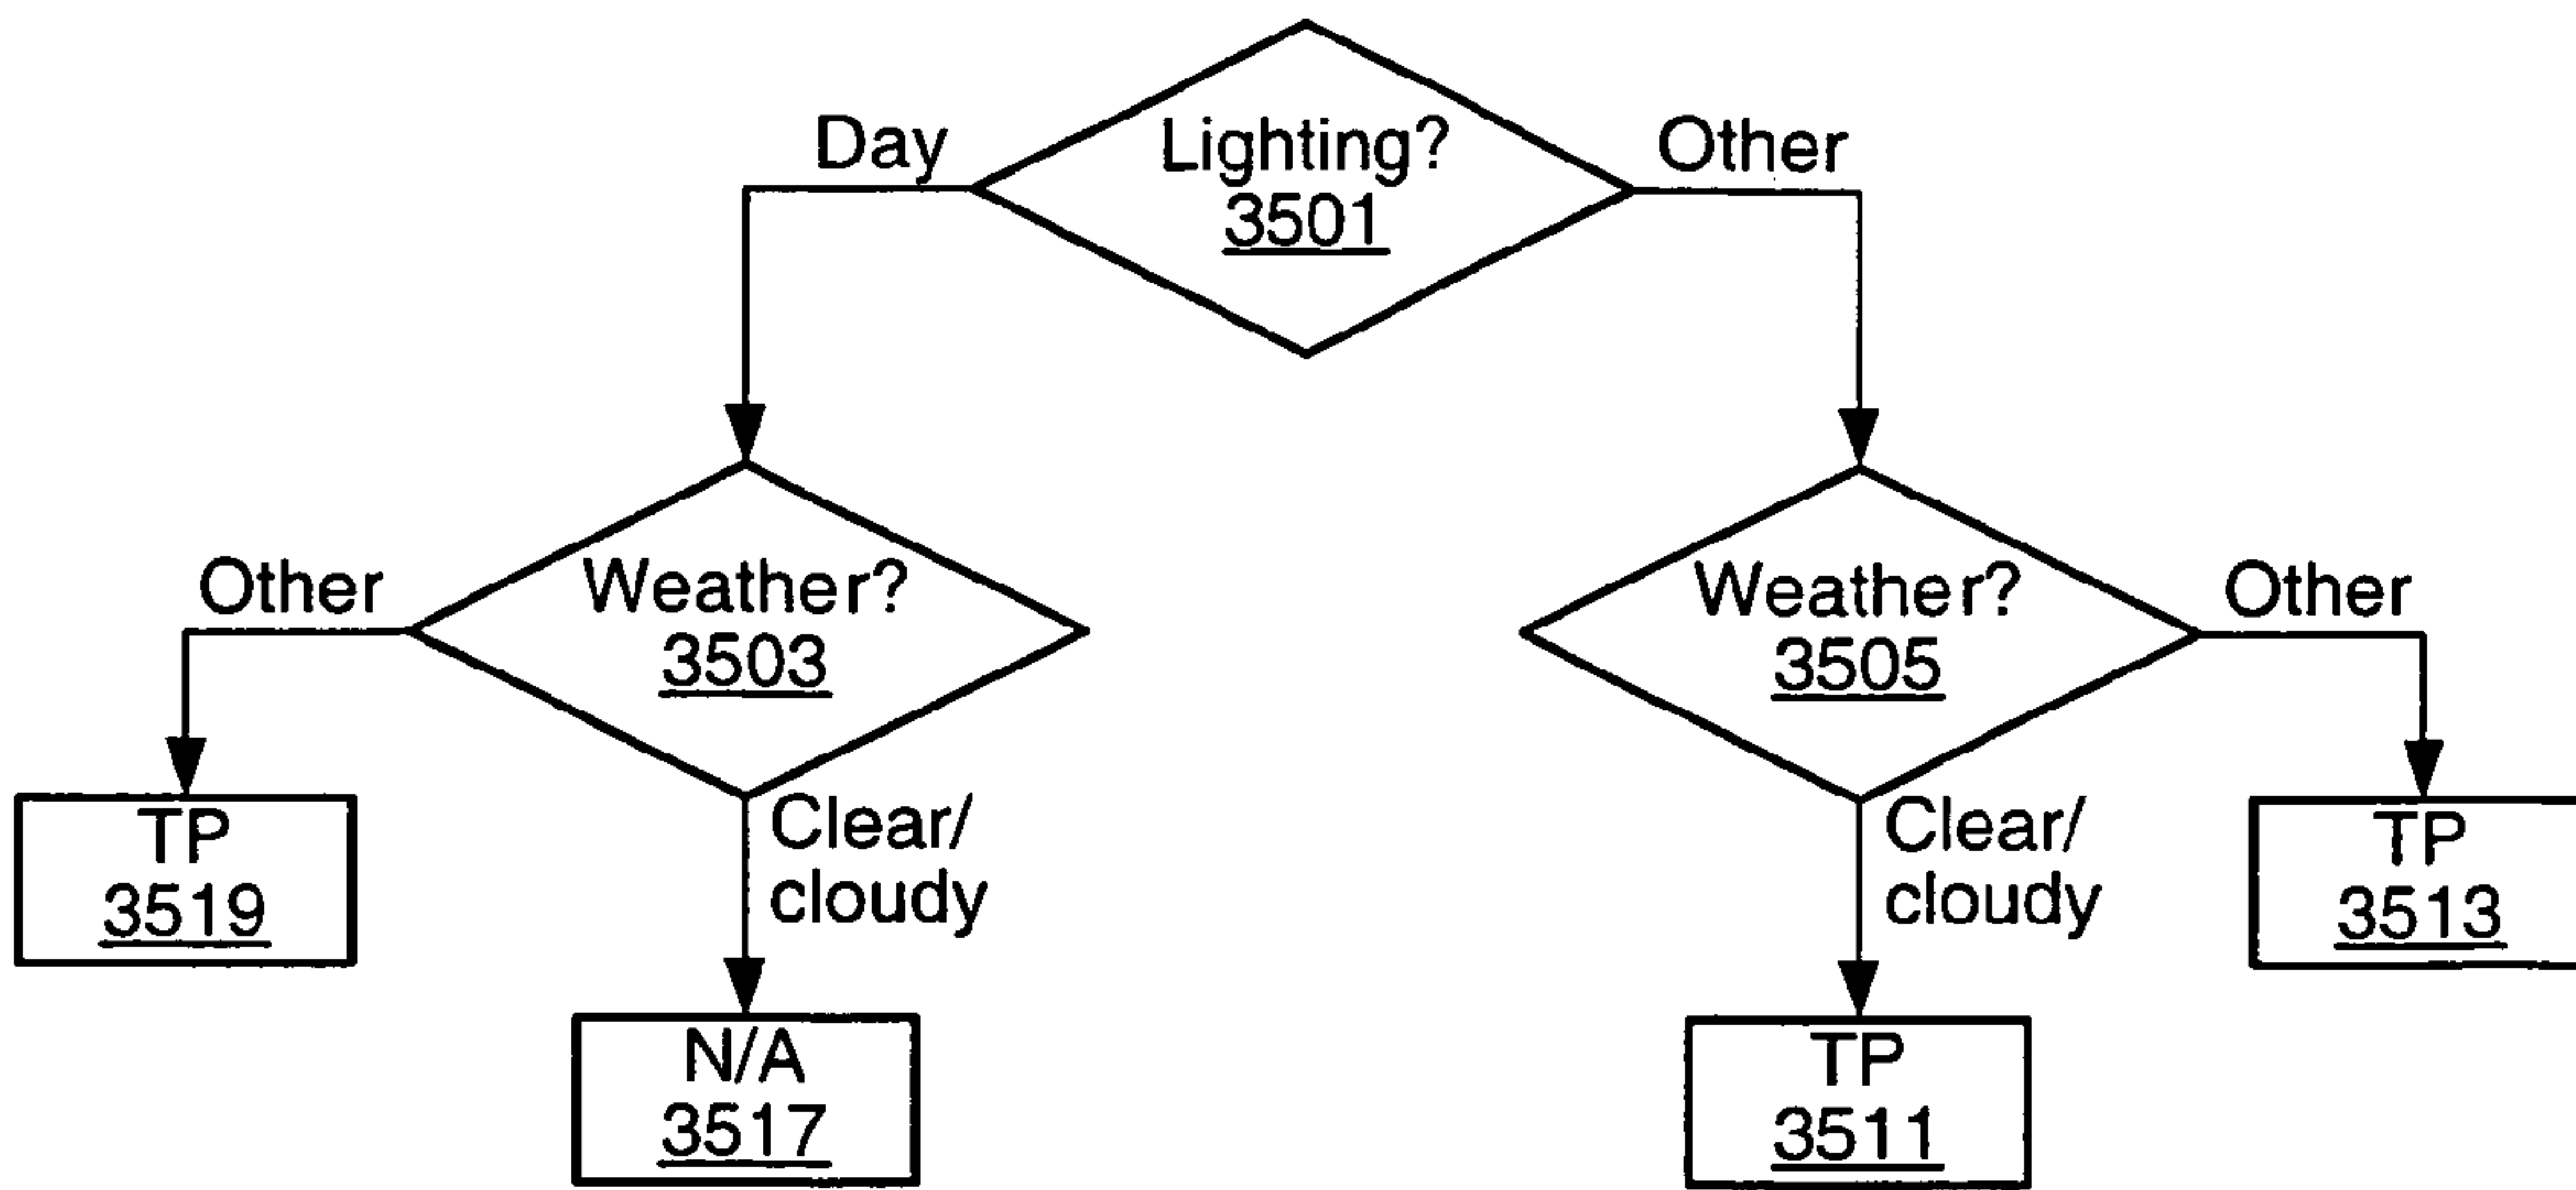 Day
Lighting?
3501
Other
Other
Weather?
3503
Weather?
3505
Other
TP
3519
Clear/
cloudy
Clear/
cloudy
TP
3513
N/A
3517
TP
3511